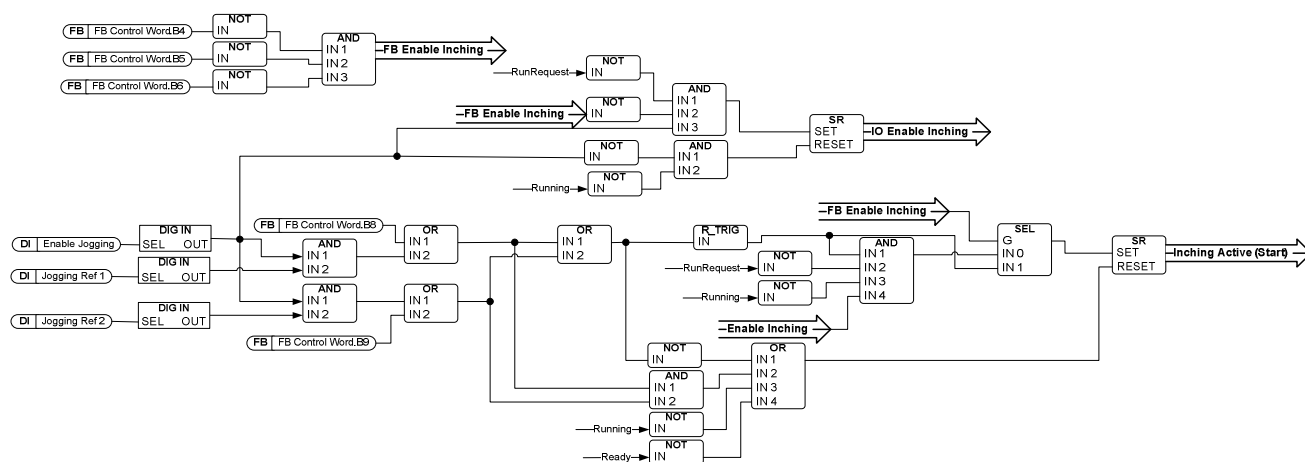 NOT
FB FB Control Word.B4 IN
AND
NOT IN 1 FB Enable Inching
FB FB Control Word.B5 IN IN 2
NOT IN 3
FB FB Control Word.B6 IN
NOT
RunRequest IN
AND
NOT IN 1
FB Enable Inching IN IN 2
IN 3
SR
SET IO Enable Inching
RESET
AND
NOT IN 1
IN IN 2
NOT
Running IN
FB FB Control Word.B8
OR
IN 1
IN 2
OR
IN 1
IN 2
R_TRIG
IN
FB Enable Inching
SEL
G
IN 0
IN 1
SR
SET
RESET
Inching Active (Start)
DIG IN
DI Enable Jogging SEL OUT
AND
IN 1
IN 2
DIG IN
DI Jogging Ref 1 SEL OUT
AND
IN 1
IN 2
NOT
RunRequest IN
IN 3
NOT
Running IN
IN 4
DIG IN
DI Jogging Ref 2 SEL OUT
AND
IN 1
IN 2
OR
IN 1
IN 2
Enable Inching
FB FB Control Word.B9
NOT
IN
OR
IN 1
IN 2
IN 3
IN 4
AND
IN 1
IN 2
NOT
Running IN
NOT
Ready IN